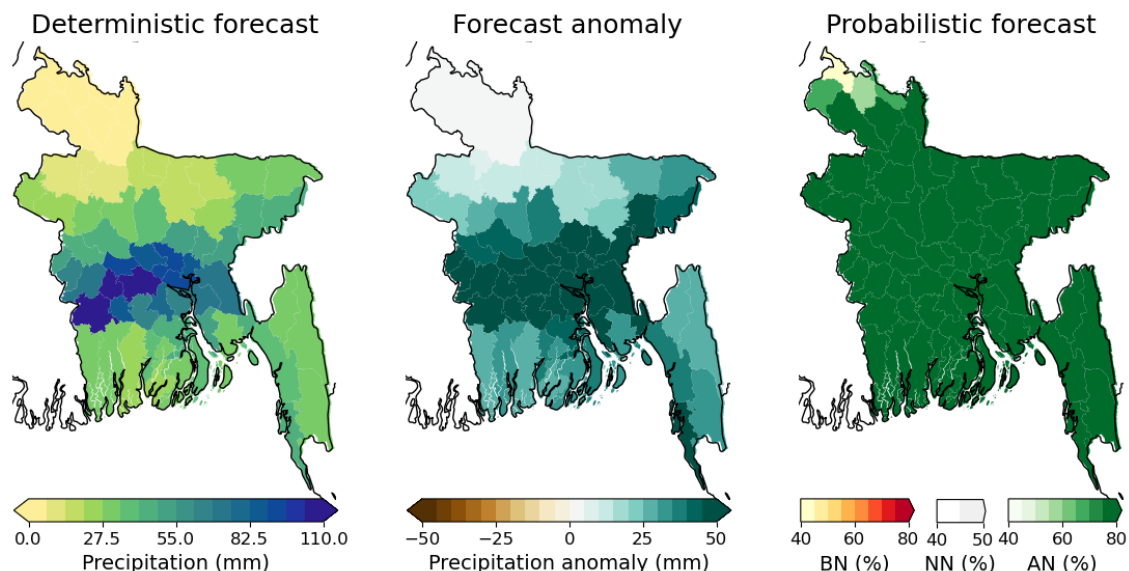 Deterministic forecast
Forecast anomaly
Probabilistic forecast
0.0 27.5 55.0 82.5 110.0
Precipitation (mm)
−50 −25 0 25 50
Precipitation anomaly (mm)
40 60 80
BN (%)
40 50
NN (%)
40 60 80
AN (%)